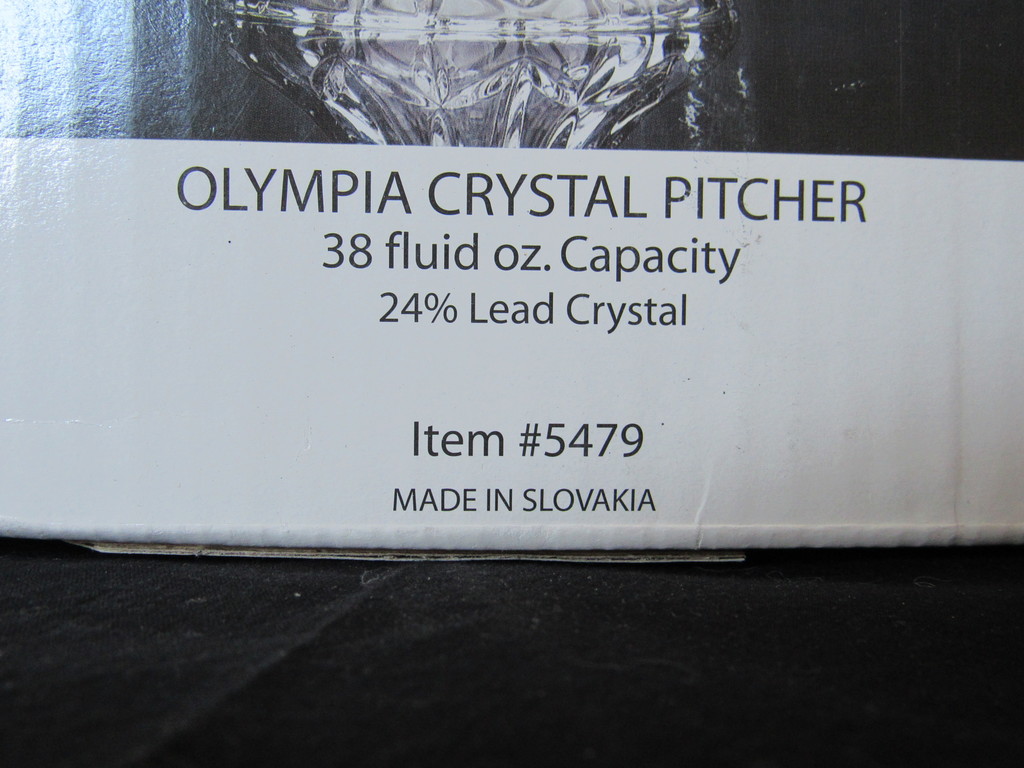 OLYMPIA CRYSTAL PITCHER
38 fluid oz. Capacity
24% Lead Crystal
Item #5479
MADE IN SLOVAKIA